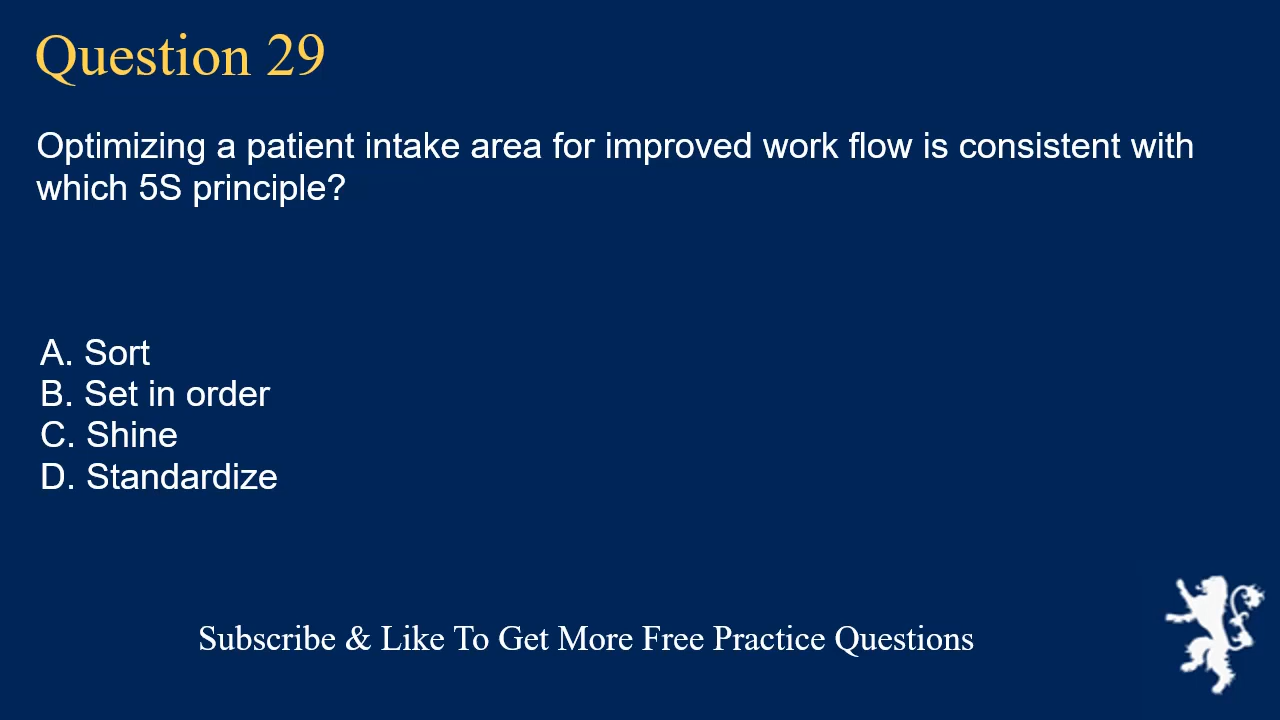 Question 29
Optimizing a patient intake area for improved work flow is consistent with
which 5S principle?
A. Sort
B. Set in order
C. Shine
D. Standardize
Subscribe & Like To Get More Free Practice Questions